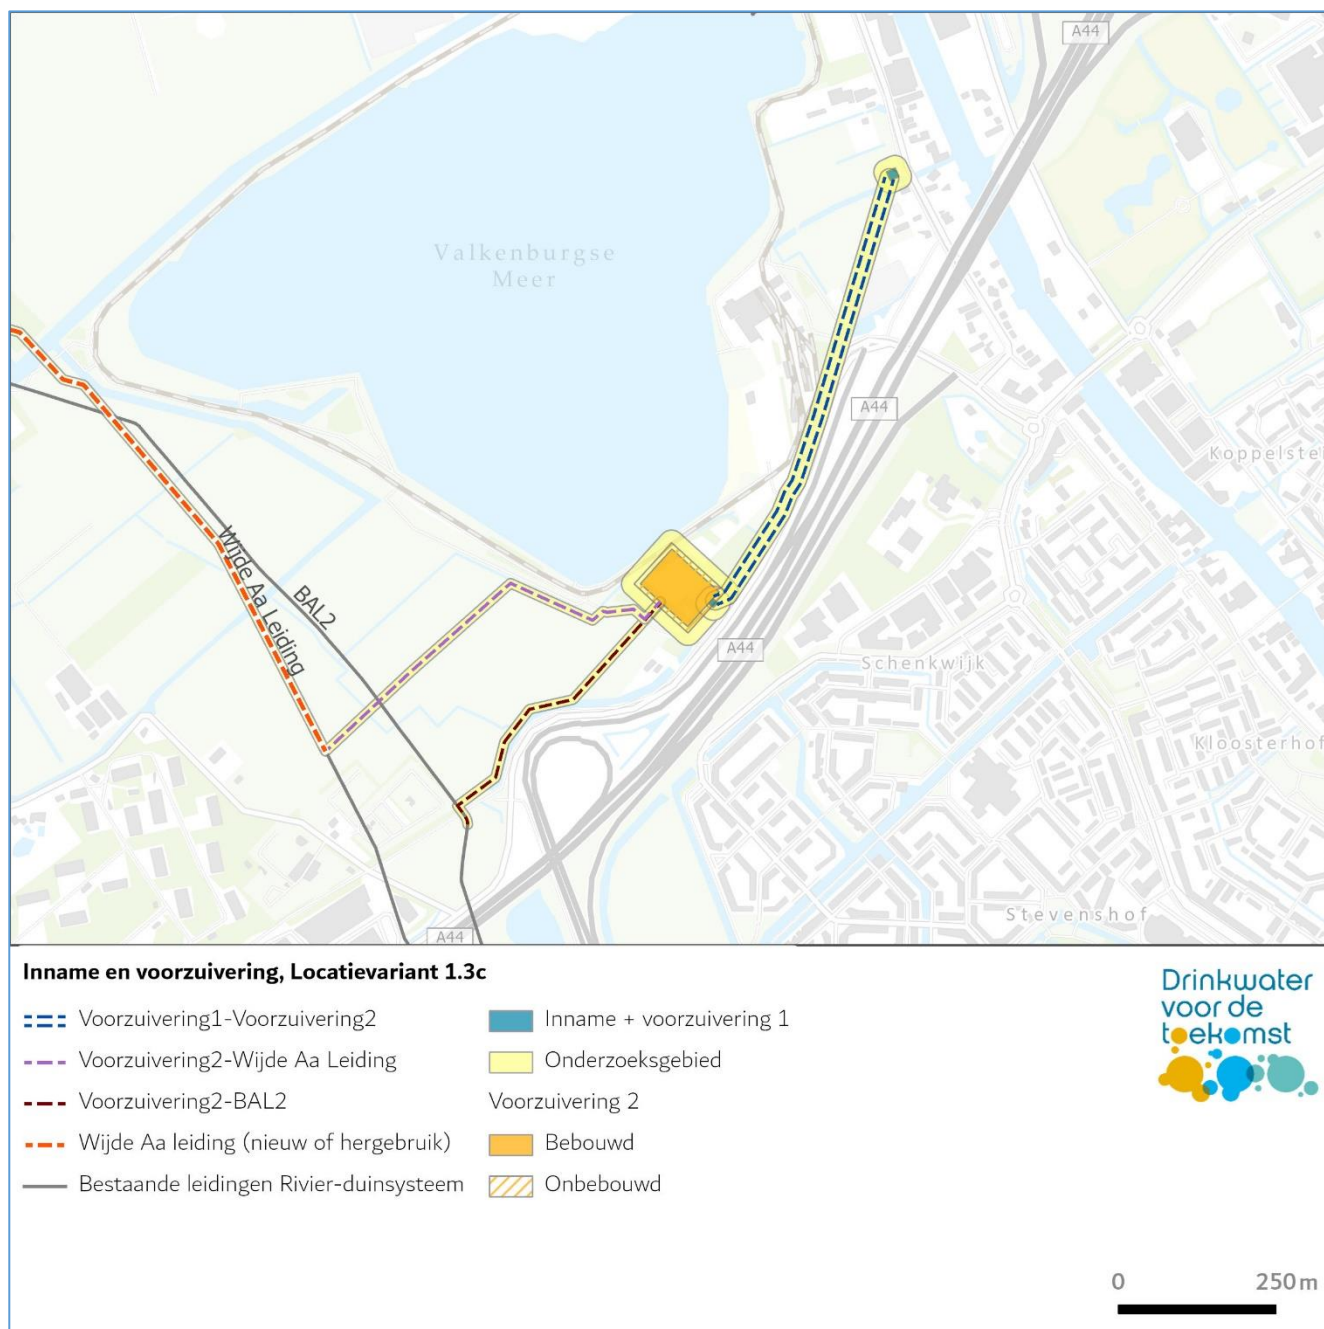 A44
Valkenburgse
Meer
A44
Koppelstei
Wijde Aa Leiding
BAL2
A44
Schenkwijk
Kloosterhof
Stevenshof
A44
Inname en voorzuivering, Locatievariant 1.3c
Voorzuivering1-Voorzuivering2
Voorzuivering2-Wijde Aa Leiding
Voorzuivering2-BAL2
Wijde Aa leiding (nieuw of hergebruik)
Bestaande leidingen Rivier-duinsysteem
Inname + voorzuivering 1
Onderzoeksgebied
Voorzuivering 2
Bebouwd
Onbebouwd
Drinkwater
voor de
toekomst
0 250 m